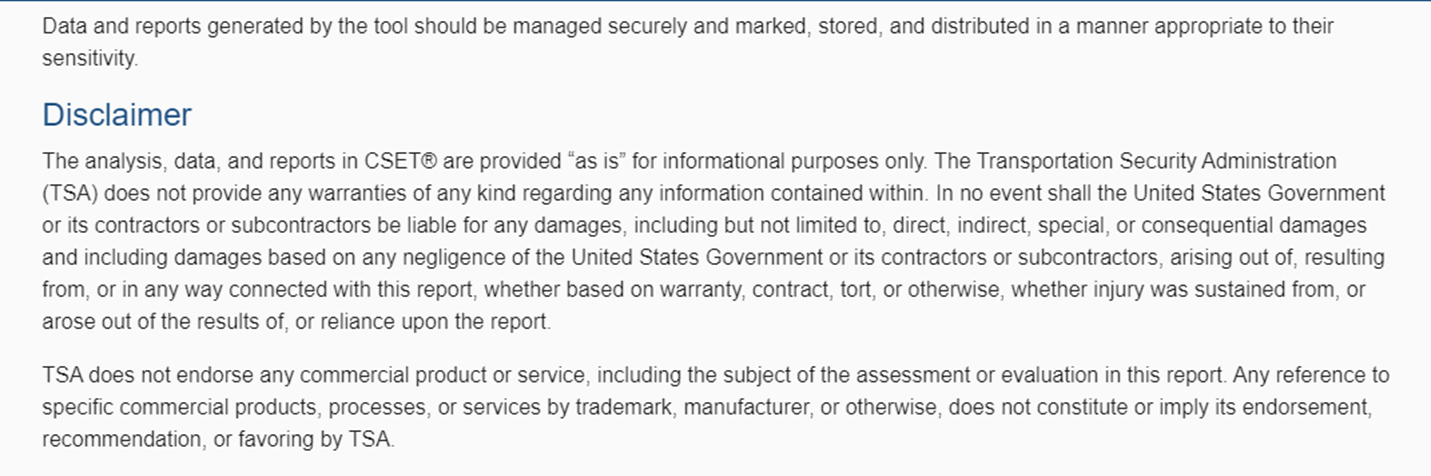 Data and reports generated by the tool should be managed securely and marked, stored, and distributed in a manner appropriate to their
sensitivity.
Disclaimer
The analysis, data, and reports in CSET® are provided “as is” for informational purposes only. The Transportation Security Administration
(TSA) does not provide any warranties of any kind regarding any information contained within. In no event shall the United States Government
or its contractors or subcontractors be liable for any damages, including but not limited to, direct, indirect, special, or consequential damages
and including damages based on any negligence of the United States Government or its contractors or subcontractors, arising out of, resulting
from, or in any way connected with this report, whether based on warranty, contract, tort, or otherwise, whether injury was sustained from, or
arose out of the results of, or reliance upon the report.
TSA does not endorse any commercial product or service, including the subject of the assessment or evaluation in this report. Any reference to
specific commercial products, processes, or services by trademark, manufacturer, or otherwise, does not constitute or imply its endorsement,
recommendation, or favoring by TSA.